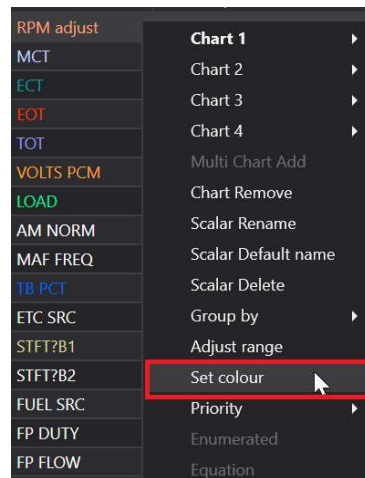 RPM adjust
MCT
ECT
EOT
TOT
VOLTS PCM
LOAD
AM NORM
MAF FREQ
TB PCT
ETC SRC
STFT?B1
STFT?B2
FUEL SRC
FP DUTY
FP FLOW
Chart 1
Chart 2
Chart 3
Chart 4
Multi Chart Add
Chart Remove
Scalar Rename
Scalar Default name
Scalar Delete
Group by
Adjust range
Set colour
Priority
Enumerated
Equation